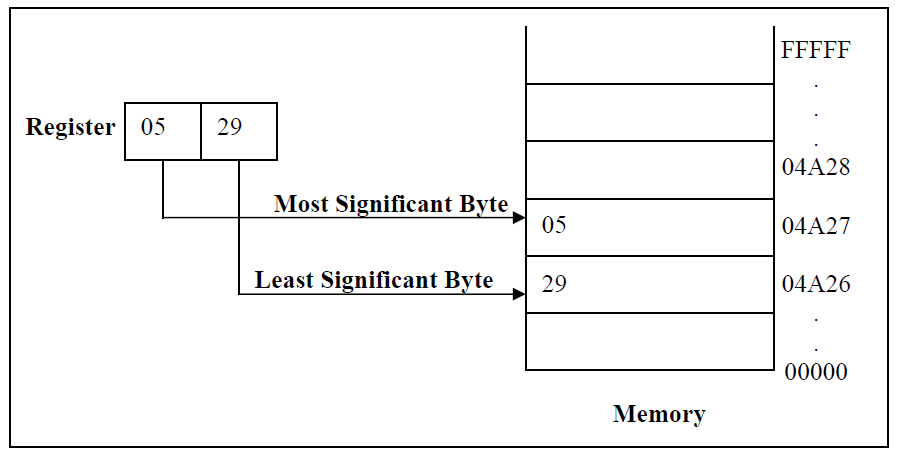 FFFFF
.
.
.
Register 05 29
04A28
Most Significant Byte
05 04A27
Least Significant Byte
29 04A26
.
.
00000
Memory